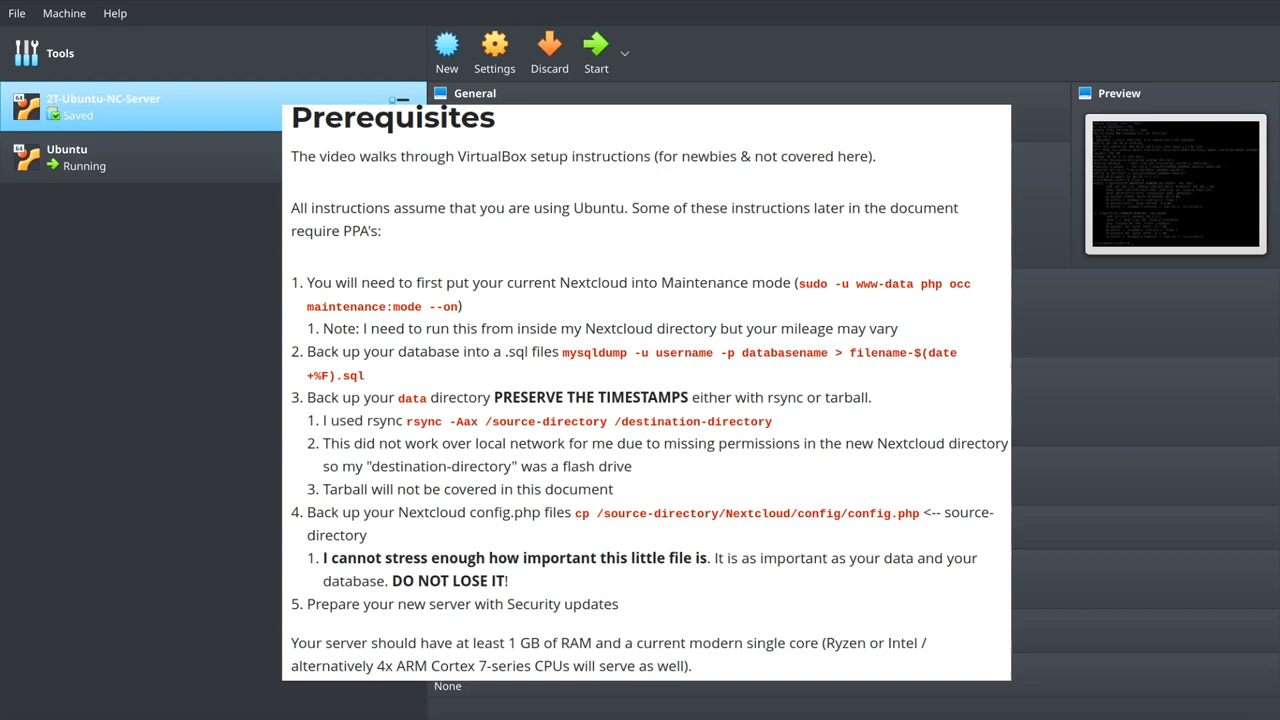 File Machine Help
Tools
New Settings Discard Start
2T-Ubuntu-NC-Server
Saved
Ubuntu
Running
General
Preview
Prerequisites
The video walks through VirtualBox setup instructions (for newbies & not covered here).
All instructions assume that you are using Ubuntu. Some of these instructions later in the document
require PPA's:
1. You will need to first put your current Nextcloud into Maintenance mode (sudo -u www-data php occ
maintenance:mode --on)
1. Note: I need to run this from inside my Nextcloud directory but your mileage may vary
2. Back up your database into a .sql files mysqldump -u username -p databasename > filename-$(date
+%F).sql
3. Back up your data directory PRESERVE THE TIMESTAMPS either with rsync or tarball.
1. I used rsync rsync -Aax /source-directory /destination-directory
2. This did not work over local network for me due to missing permissions in the new Nextcloud directory
so my "destination-directory" was a flash drive
3. Tarball will not be covered in this document
4. Back up your Nextcloud config.php files cp /source-directory/Nextcloud/config/config.php <-- source-
directory
1. I cannot stress enough how important this little file is. It is as important as your data and your
database. DO NOT LOSE IT!
5. Prepare your new server with Security updates
Your server should have at least 1 GB of RAM and a current modern single core (Ryzen or Intel /
alternatively 4x ARM Cortex 7-series CPUs will serve as well).
None